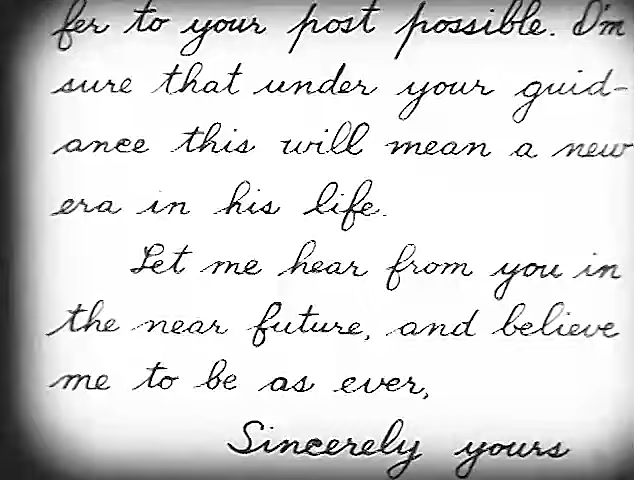 fer to your post possible. I'm
sure that under your guid-
ance this will mean a new
era in his life.
Let me hear from you in
the near future, and believe
me to be as ever,
Sincerely yours